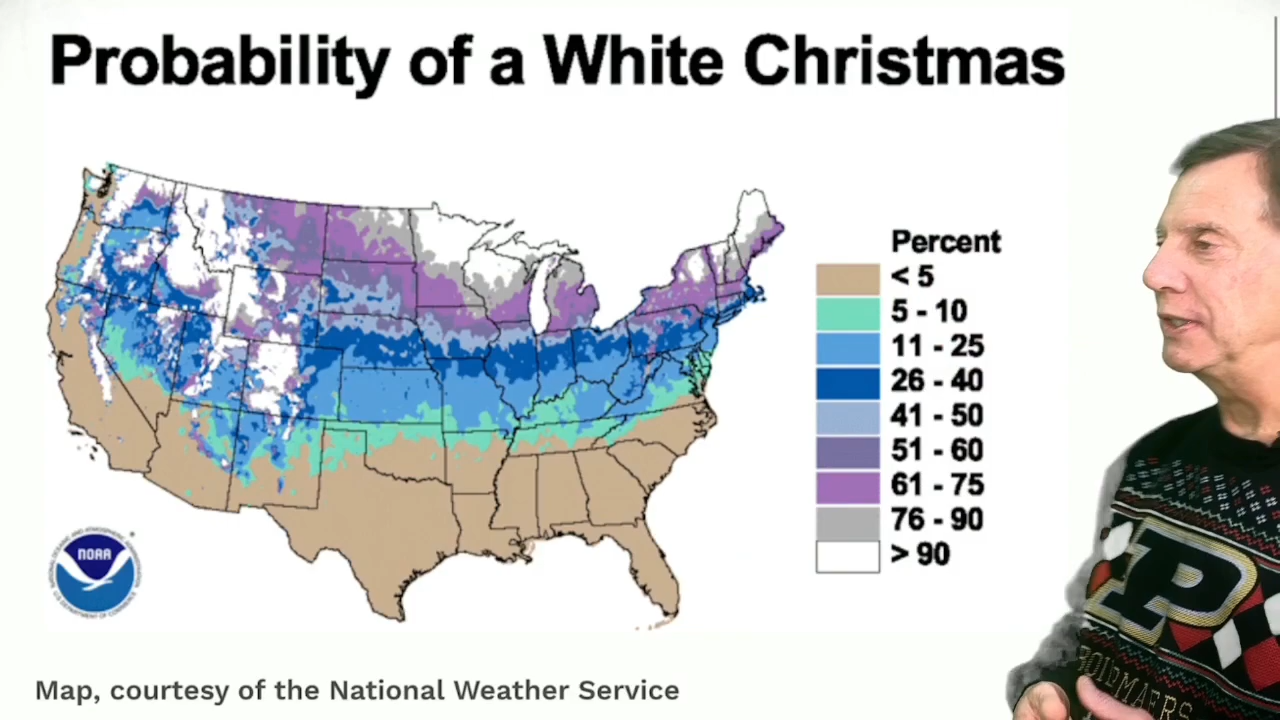 Probability of a White Christmas
Percent
< 5
5 - 10
11 - 25
26 - 40
41 - 50
51 - 60
61 - 75
76 - 90
> 90
NOAA
P
Map, courtesy of the National Weather Service